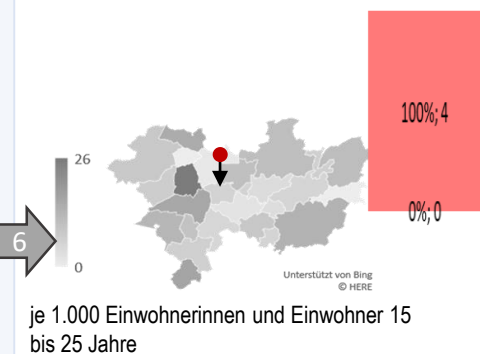 100%; 4
26
0%; 0
6
0
Unterstützt von Bing
© HERE
je 1.000 Einwohnerinnen und Einwohner 15
bis 25 Jahre